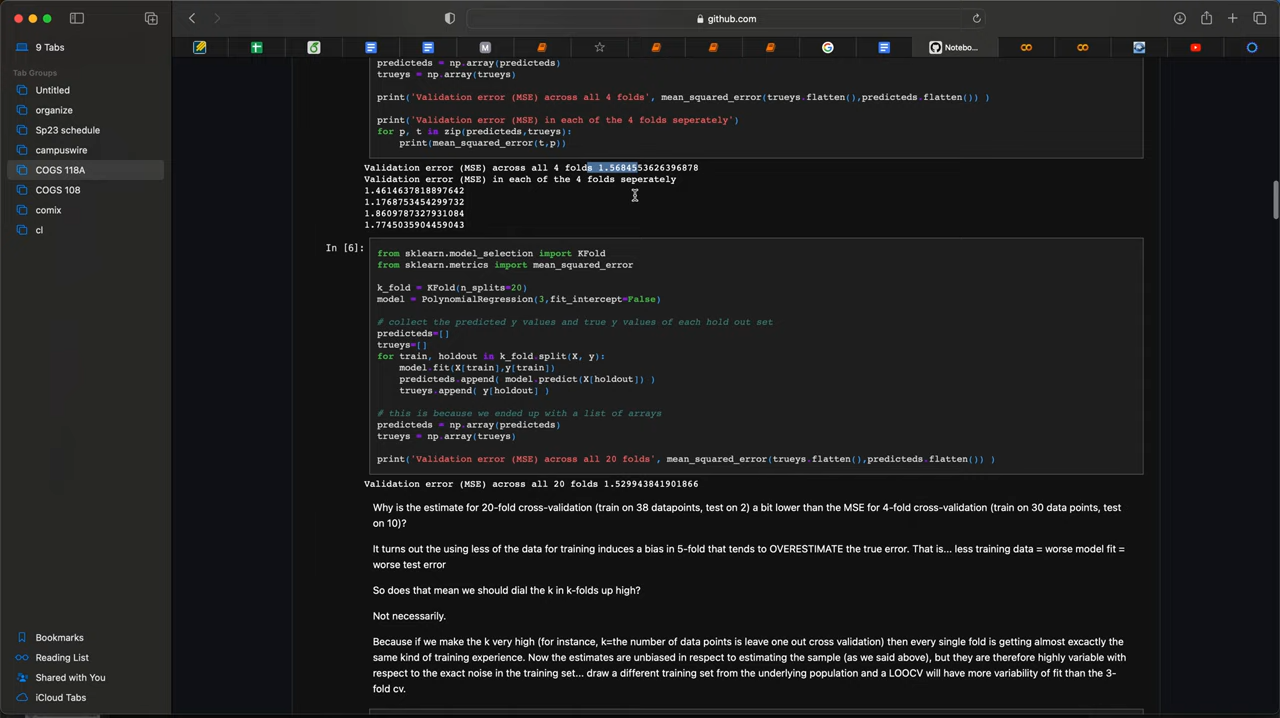 github.com
9 Tabs
Notebo...
Tab Groups
Untitled
organize
Sp23 schedule
campuswire
COGS 118A
COGS 108
comix
cl
Bookmarks
Reading List
Shared with You
iCloud Tabs
predicteds = np.array(predicteds)
trueys = np.array(trueys)
print('Validation error (MSE) across all 4 folds', mean_squared_error(trueys.flatten(),predicteds.flatten()) )
print('Validation error (MSE) in each of the 4 folds seperately')
for p, t in zip(predicteds,trueys):
print(mean_squared_error(t,p))
Validation error (MSE) across all 4 folds 1.5684553626396878
Validation error (MSE) in each of the 4 folds seperately
1.4614637818897642
1.1768753454299732
1.8609787327931084
1.7745035904459043
In [6]:
from sklearn.model_selection import KFold
from sklearn.metrics import mean_squared_error
k_fold = KFold(n_splits=20)
model = PolynomialRegression(3,fit_intercept=False)
# collect the predicted y values and true y values of each hold out set
predicteds=[]
trueys=[]
for train, holdout in k_fold.split(X, y):
model.fit(X[train],y[train])
predicteds.append( model.predict(X[holdout]) )
trueys.append( y[holdout] )
# this is because we ended up with a list of arrays
predicteds = np.array(predicteds)
trueys = np.array(trueys)
print('Validation error (MSE) across all 20 folds', mean_squared_error(trueys.flatten(),predicteds.flatten()) )
Validation error (MSE) across all 20 folds 1.529943841901866
Why is the estimate for 20-fold cross-validation (train on 38 datapoints, test on 2) a bit lower than the MSE for 4-fold cross-validation (train on 30 data points, test
on 10)?
It turns out the using less of the data for training induces a bias in 5-fold that tends to OVERESTIMATE the true error. That is... less training data = worse model fit =
worse test error
So does that mean we should dial the k in k-folds up high?
Not necessarily.
Because if we make the k very high (for instance, k=the number of data points is leave one out cross validation) then every single fold is getting almost excactly the
same kind of training experience. Now the estimates are unbiased in respect to estimating the sample (as we said above), but they are therefore highly variable with
respect to the exact noise in the training set... draw a different training set from the underlying population and a LOOCV will have more variability of fit than the 3-
fold cv.